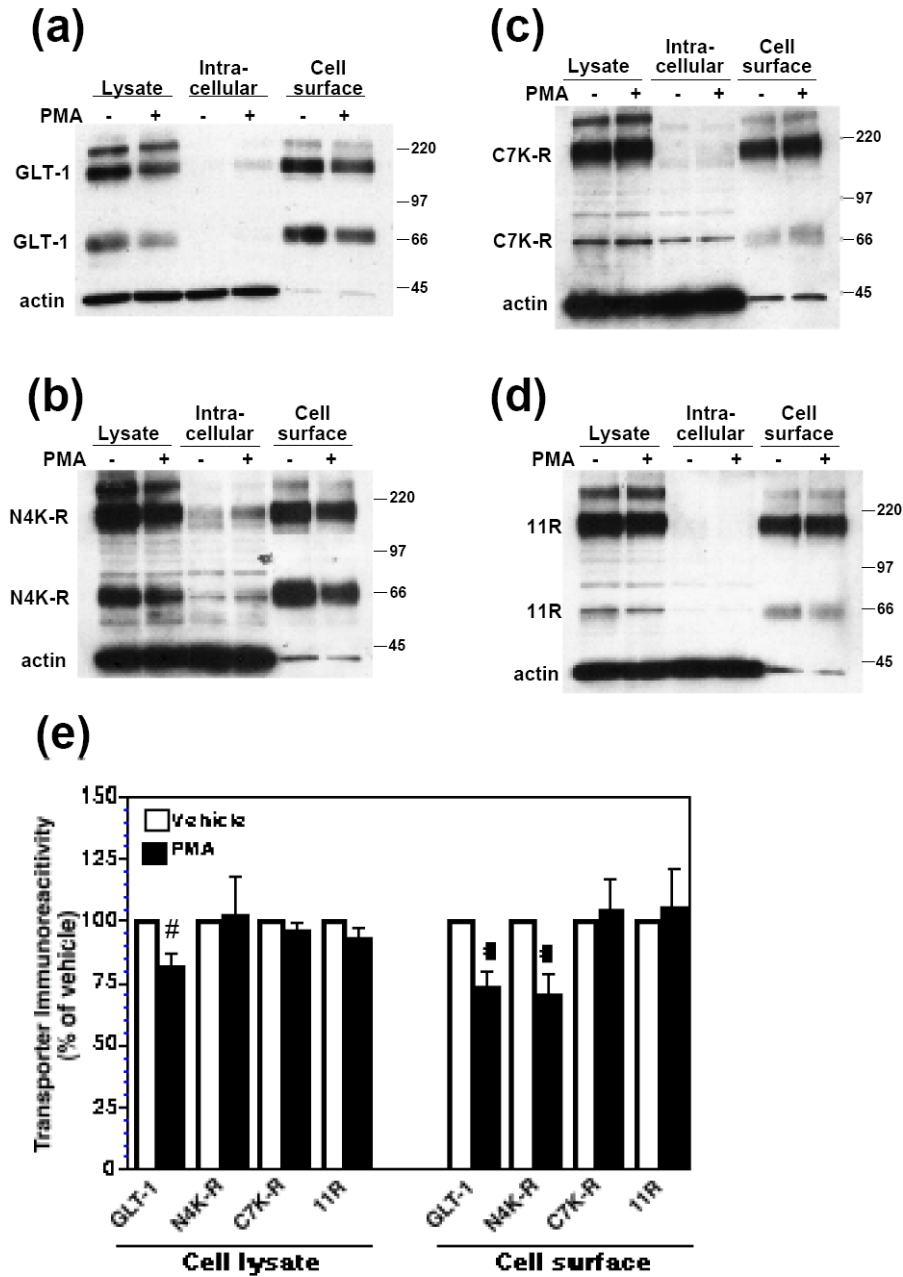 (a)
Lysate Intra-cellular Cell surface
PMA - + - + - +
GLT-1
GLT-1
actin
220
97
66
45
(c)
Lysate Intra-cellular Cell surface
PMA - + - + - +
C7K-R
C7K-R
actin
220
97
66
45
(b)
Lysate Intra-cellular Cell surface
PMA - + - + - +
N4K-R
N4K-R
actin
220
97
66
45
(d)
Lysate Intra-cellular Cell surface
PMA - + - + - +
11R
11R
actin
220
97
66
45
(e)
Transporter Immunoreacitivity
(% of vehicle)
150
125
100
75
50
25
0
Vehicle
PMA
#
GLT-1 N4K-R C7K-R 11R GLT-1 N4K-R C7K-R 11R
Cell lysate Cell surface